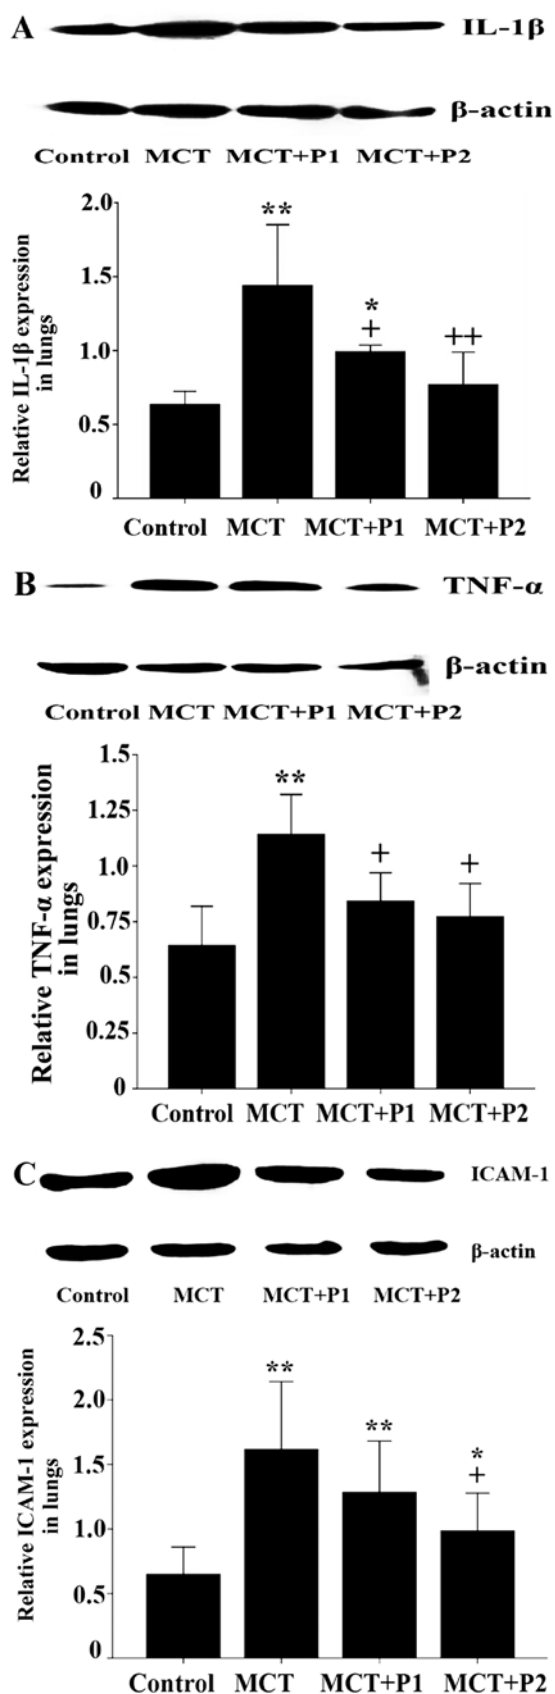 A
IL-1β
β-actin
Control MCT MCT+P1 MCT+P2
Relative IL-1β expression
in lungs
2.0
1.5
1.0
0.5
0
**
*
+
++
Control MCT MCT+P1 MCT+P2
B
TNF-α
β-actin
Control MCT MCT+P1 MCT+P2
Relative TNF-α expression
in lungs
1.5
1.25
1.0
0.75
0.5
0.25
0
**
+
+
Control MCT MCT+P1 MCT+P2
C
ICAM-1
β-actin
Control MCT MCT+P1 MCT+P2
Relative ICAM-1 expression
in lungs
2.5
2.0
1.5
1.0
0.5
0
**
**
*
+
Control MCT MCT+P1 MCT+P2